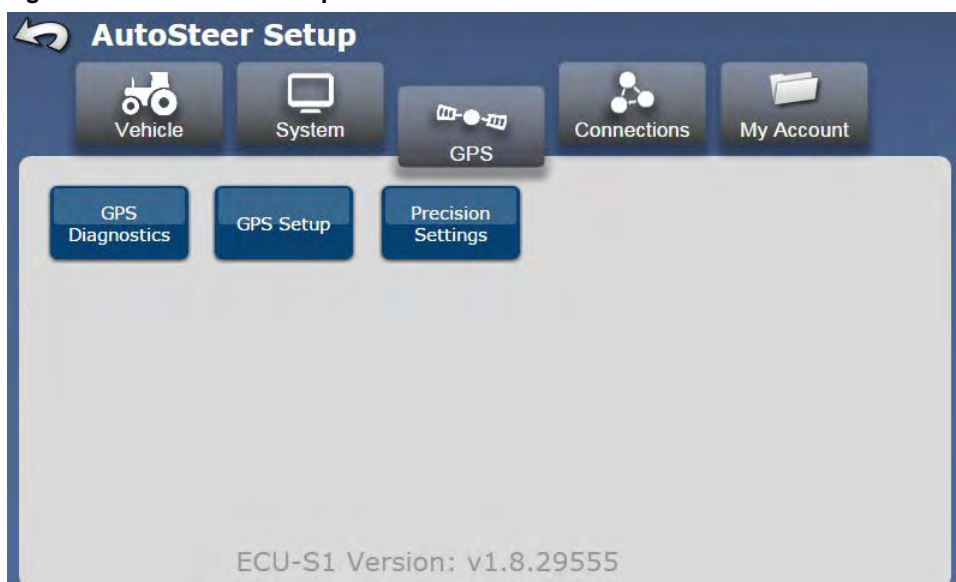 AutoSteer Setup
Vehicle
System
GPS
Connections
My Account
GPS
Diagnostics
GPS Setup
Precision
Settings
ECU-S1 Version: v1.8.29555